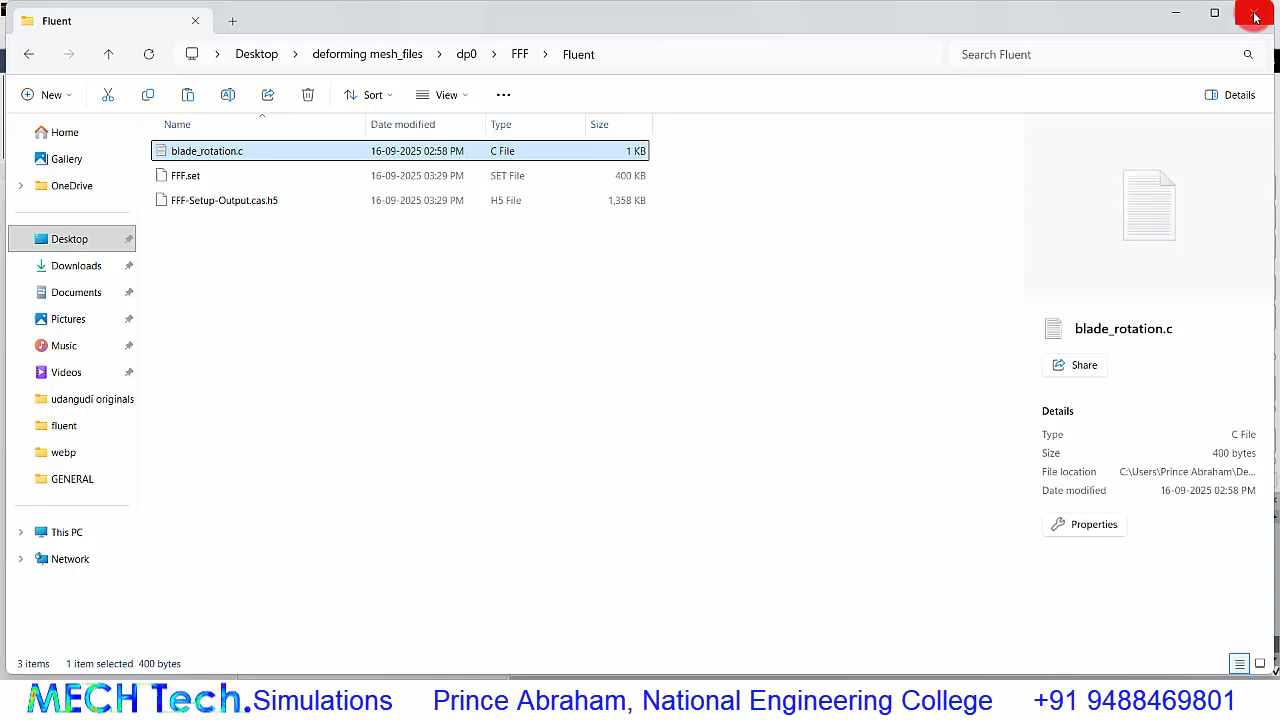 Fluent
Desktop > deforming mesh_files > dp0 > FFF > Fluent
Search Fluent
New
Sort
View
Details
Name
Date modified
Type
Size
blade_rotation.c 16-09-2025 02:58 PM C File 1 KB
FFF.set 16-09-2025 03:29 PM SET File 400 KB
FFF-Setup-Output.cas.h5 16-09-2025 03:29 PM H5 File 1,358 KB
Home
Gallery
OneDrive
Desktop
Downloads
Documents
Pictures
Music
Videos
udangudi originals
fluent
webp
GENERAL
This PC
Network
blade_rotation.c
Share
Details
Type C File
Size 400 bytes
File location C:\Users\Prince Abraham\De...
Date modified 16-09-2025 02:58 PM
Properties
3 items 1 item selected 400 bytes
MECH Tech.Simulations Prince Abraham, National Engineering College +91 9488469801